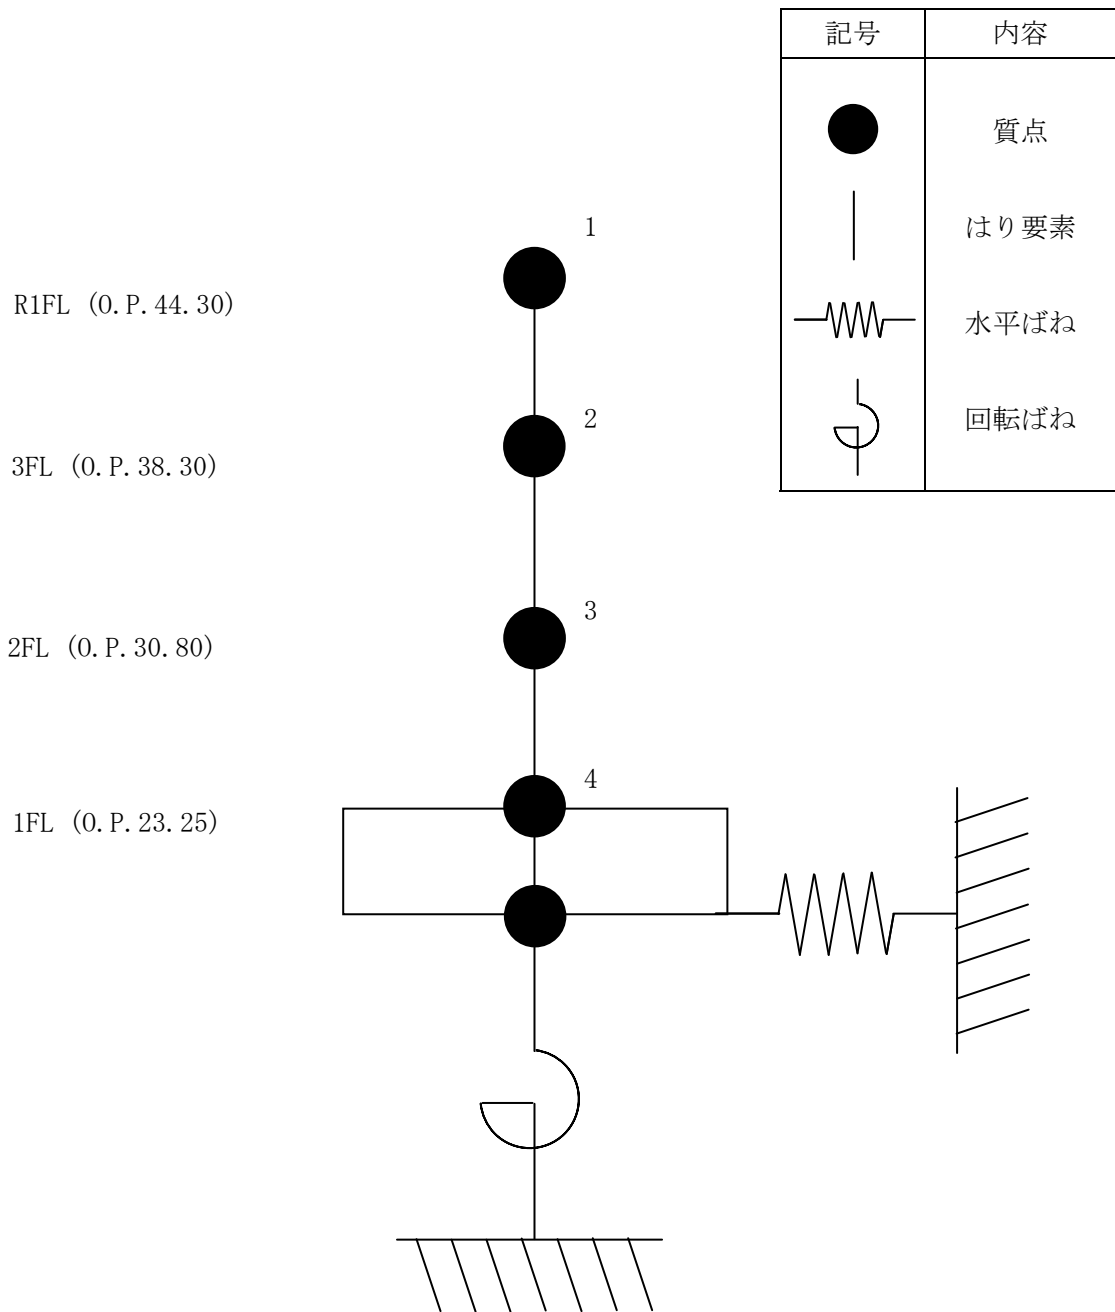 記号 内容
質点
1
はり要素
R1FL (O.P.44.30)
水平ばね
2
回転ばね
3FL (O.P.38.30)
3
2FL (O.P.30.80)
4
1FL (O.P.23.25)